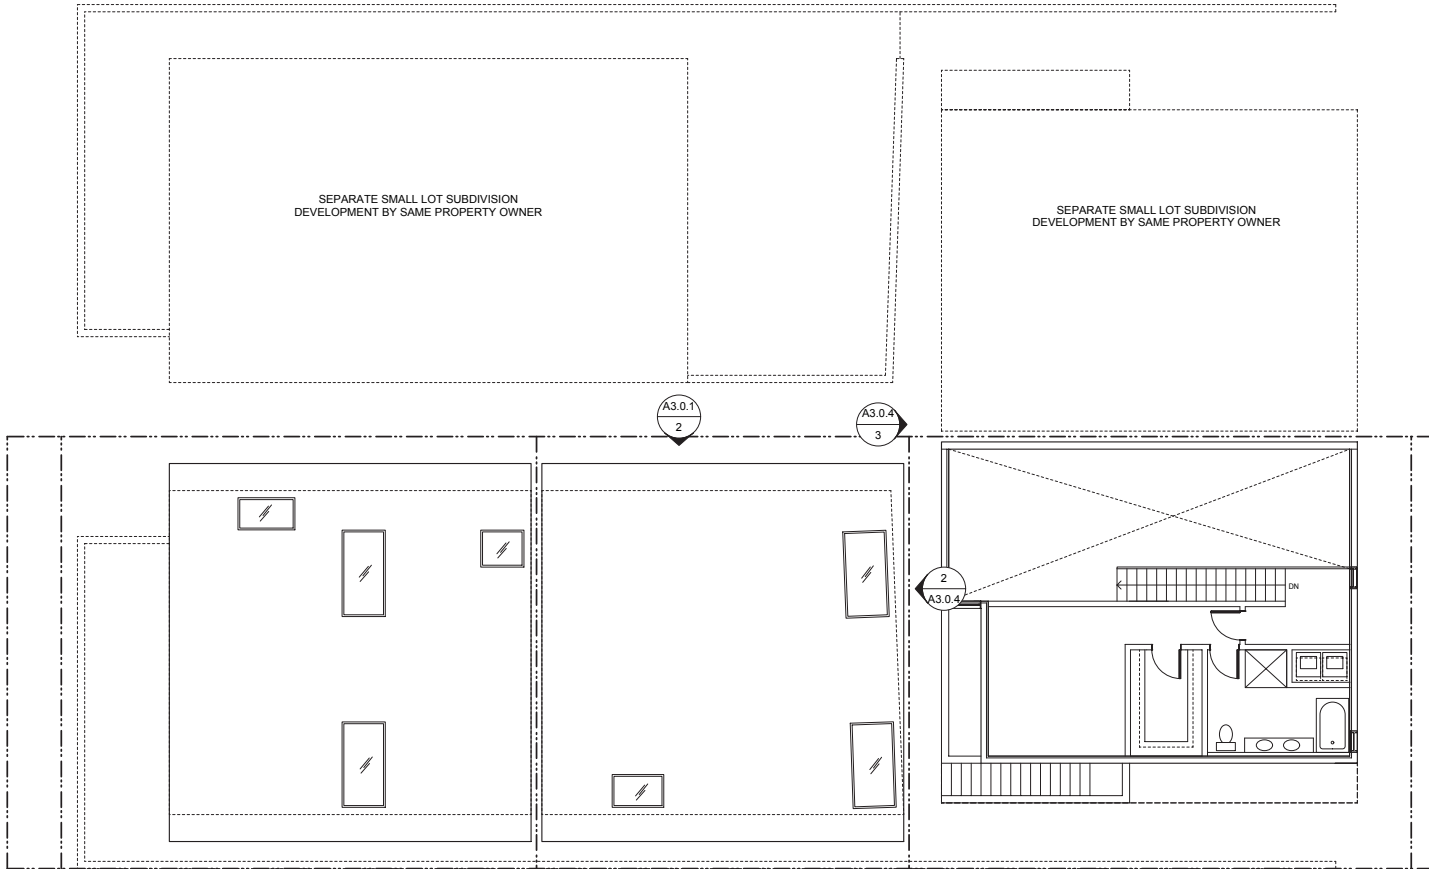 SEPARATE SMALL LOT SUBDIVISION
DEVELOPMENT BY SAME PROPERTY OWNER
SEPARATE SMALL LOT SUBDIVISION
DEVELOPMENT BY SAME PROPERTY OWNER
A3.0.1
2
A3.0.4
3
2
A3.0.4
DN